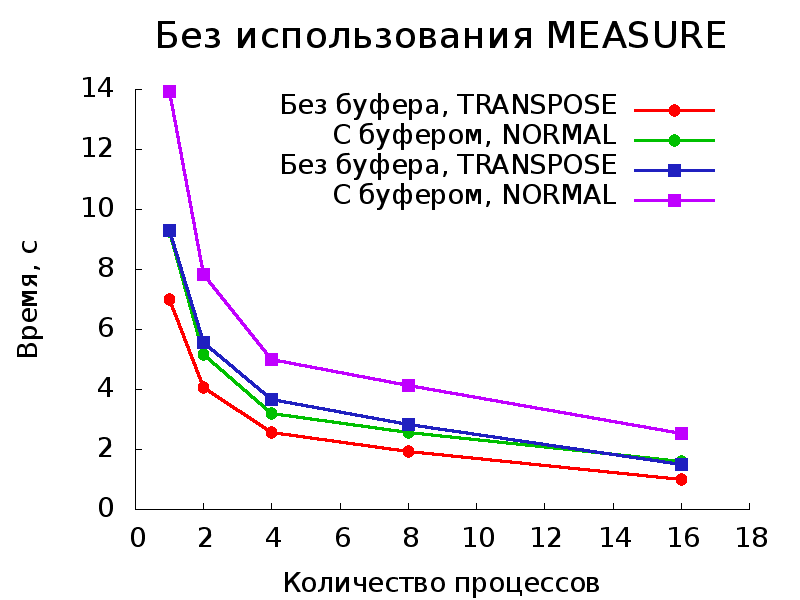 Без использования MEASURE
Без буфера, TRANSPOSE
С буфером, NORMAL
Без буфера, TRANSPOSE
С буфером, NORMAL
14
12
10
8
6
4
2
0
Время, с
0 2 4 6 8 10 12 14 16 18
Количество процессов